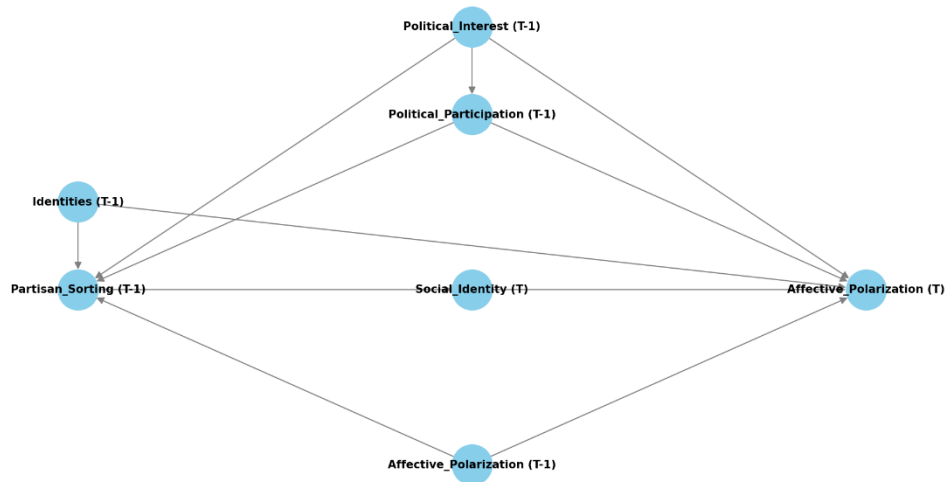 Political_Interest (T-1)
Political_Participation (T-1)
Identities (T-1)
Partisan_Sorting (T-1)
Social_Identity (T)
Affective_Polarization (T)
Affective_Polarization (T-1)